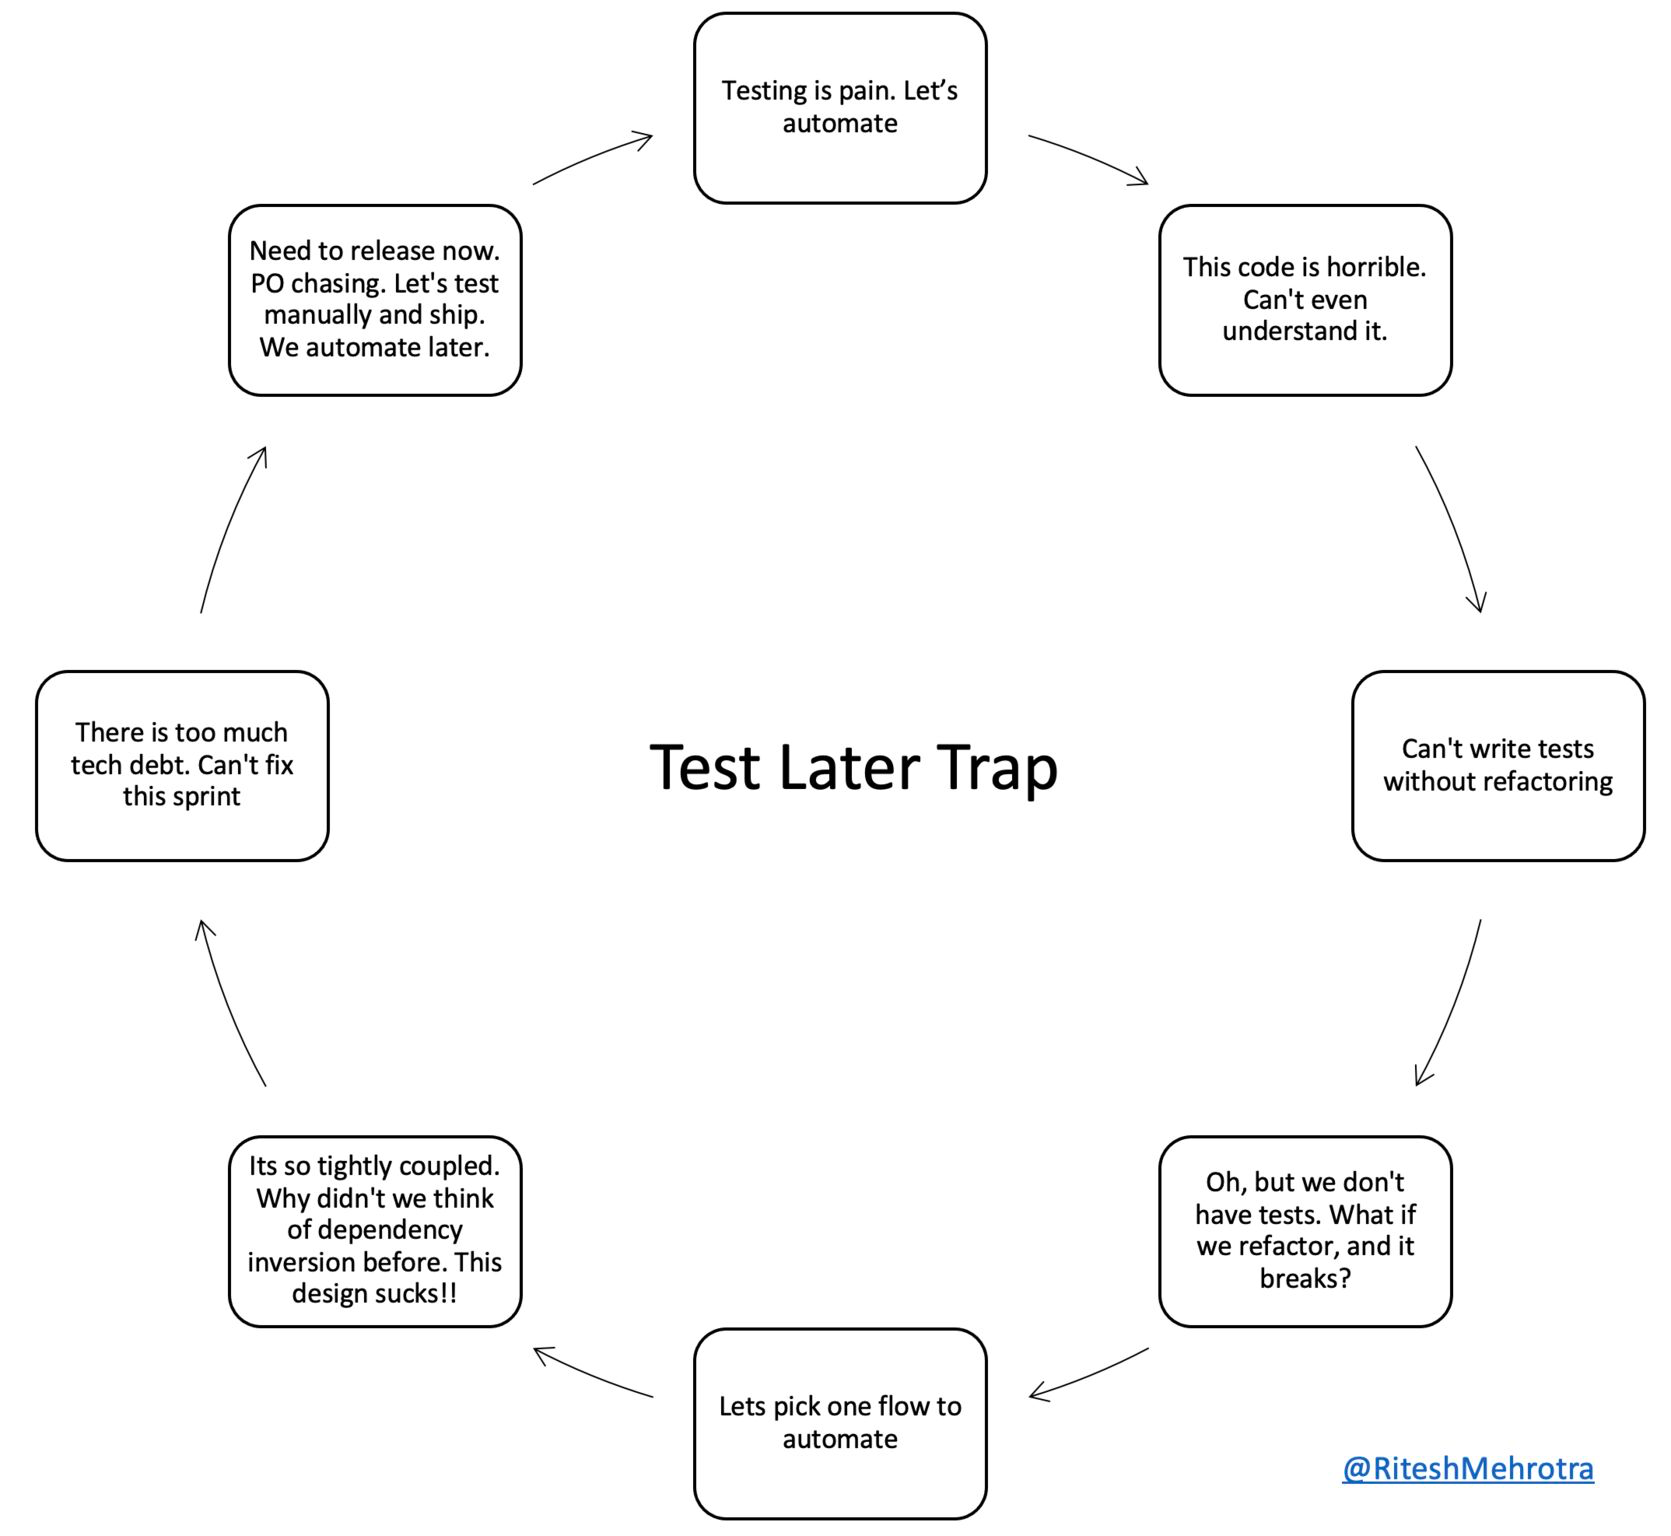 Testing is pain. Let’s
automate
This code is horrible.
Can't even
understand it.
Can't write tests
without refactoring
Oh, but we don't
have tests. What if
we refactor, and it
breaks?
Lets pick one flow to
automate
Its so tightly coupled.
Why didn't we think
of dependency
inversion before. This
design sucks!!
There is too much
tech debt. Can't fix
this sprint
Need to release now.
PO chasing. Let's test
manually and ship.
We automate later.
Test Later Trap
@RiteshMehrotra